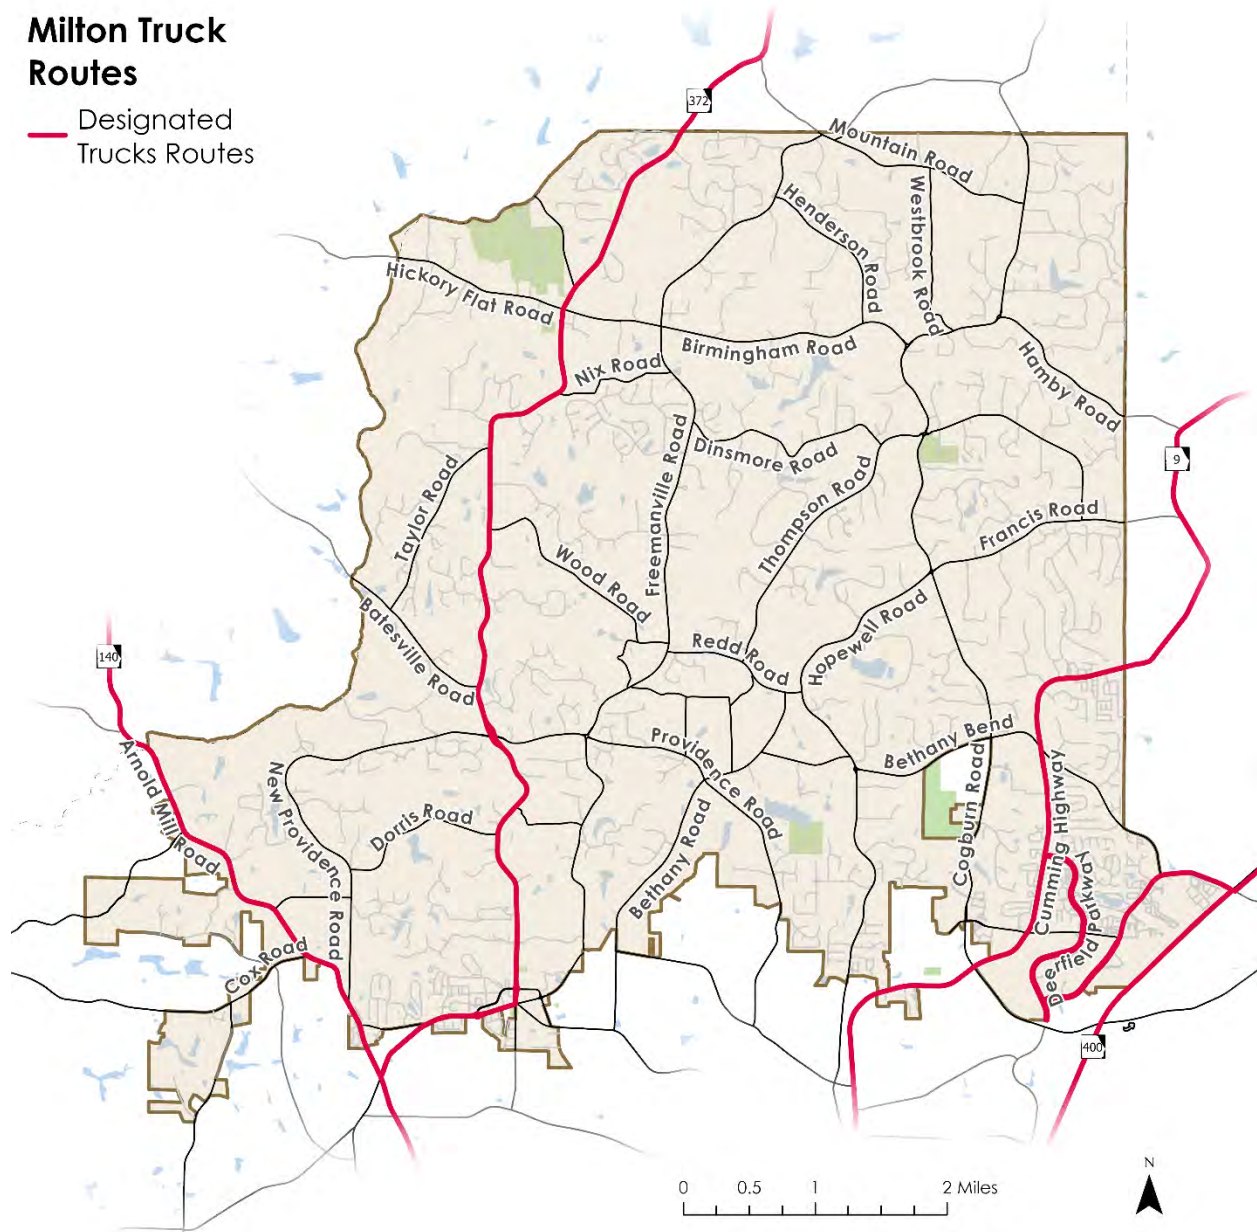 Milton Truck
Routes
Designated
Trucks Routes
372
Mountain Road
Henderson Road
Westbrook Road
Hickory Flat Road
Birmingham Road
Nix Road
Hamby Road
9
Dinsmore Road
Freemanville Road
Taylor Road
Thompson Road
Francis Road
Wood Road
Batesville Road
Redd Road
Hopewell Road
140
Arnold Mill Road
New Providence Road
Providence Road
Bethany Bend
Dorris Road
Bethany Road
Cogburn Road
Cumming Highway
Deerfield Parkway
Cox Road
400
N
0 0.5 1 2 Miles